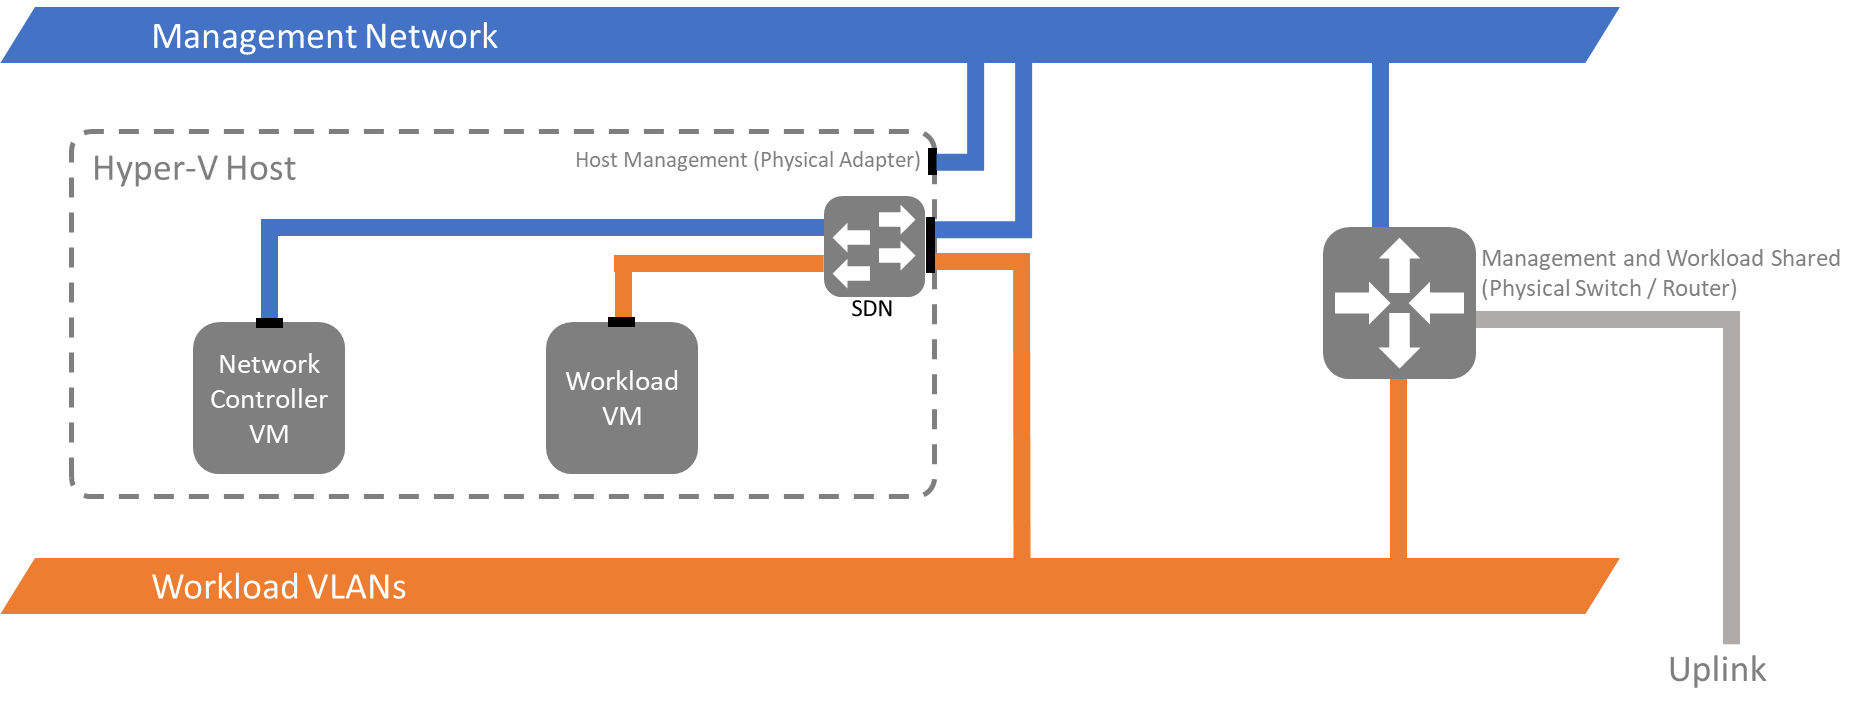 Management Network
Hyper-V Host
Host Management (Physical Adapter)
SDN
Network
Controller
VM
Workload
VM
Management and Workload Shared
(Physical Switch / Router)
Workload VLANs
Uplink